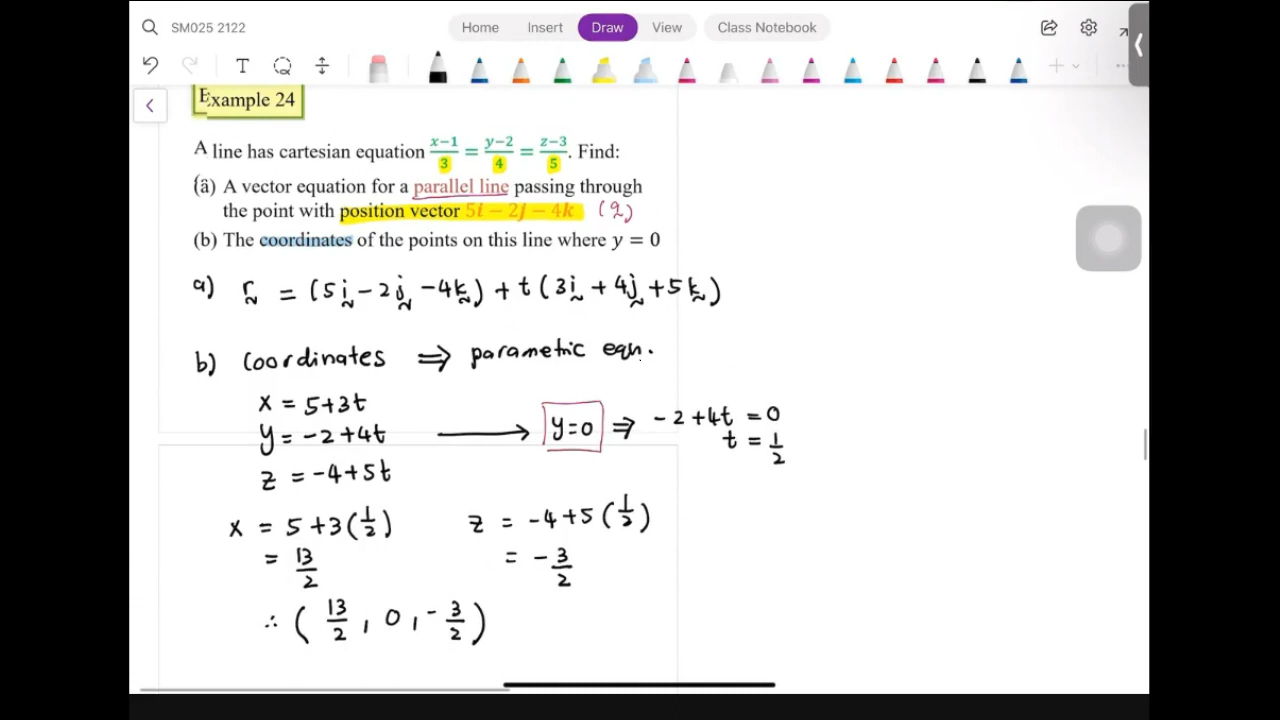 SM025 2122
Home Insert Draw View Class Notebook
T
Example 24
A line has cartesian equation x−1/3 = y−2/4 = z−3/5. Find:
(a) A vector equation for a parallel line passing through
the point with position vector 5i − 2j − 4k (a)
(b) The coordinates of the points on this line where y = 0
a) r = (5i − 2j − 4k) + t(3i + 4j + 5k)
b) coordinates ⇒ parametric eqn.
x = 5+3t
y = −2+4t ⟶ y=0 ⇒ −2+4t = 0
t = 1/2
z = −4+5t
x = 5+3(1/2) z = −4+5(1/2)
= 13/2 = −3/2
∴ (13/2, 0, −3/2)